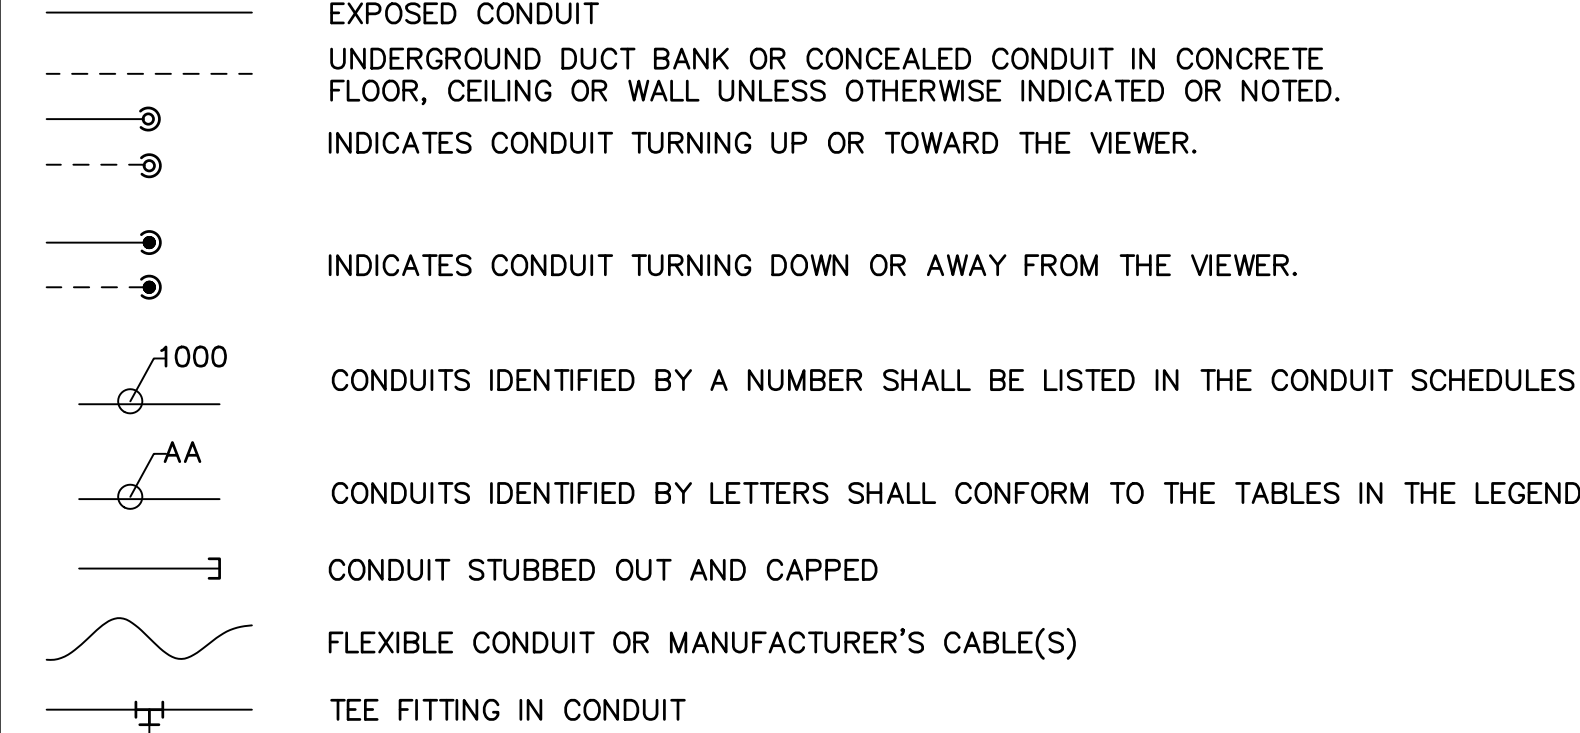 EXPOSED CONDUIT
UNDERGROUND DUCT BANK OR CONCEALED CONDUIT IN CONCRETE
FLOOR, CEILING OR WALL UNLESS OTHERWISE INDICATED OR NOTED.
INDICATES CONDUIT TURNING UP OR TOWARD THE VIEWER.
INDICATES CONDUIT TURNING DOWN OR AWAY FROM THE VIEWER.
1000
CONDUITS IDENTIFIED BY A NUMBER SHALL BE LISTED IN THE CONDUIT SCHEDULES
AA
CONDUITS IDENTIFIED BY LETTERS SHALL CONFORM TO THE TABLES IN THE LEGEND
CONDUIT STUBBED OUT AND CAPPED
FLEXIBLE CONDUIT OR MANUFACTURER'S CABLE(S)
TEE FITTING IN CONDUIT